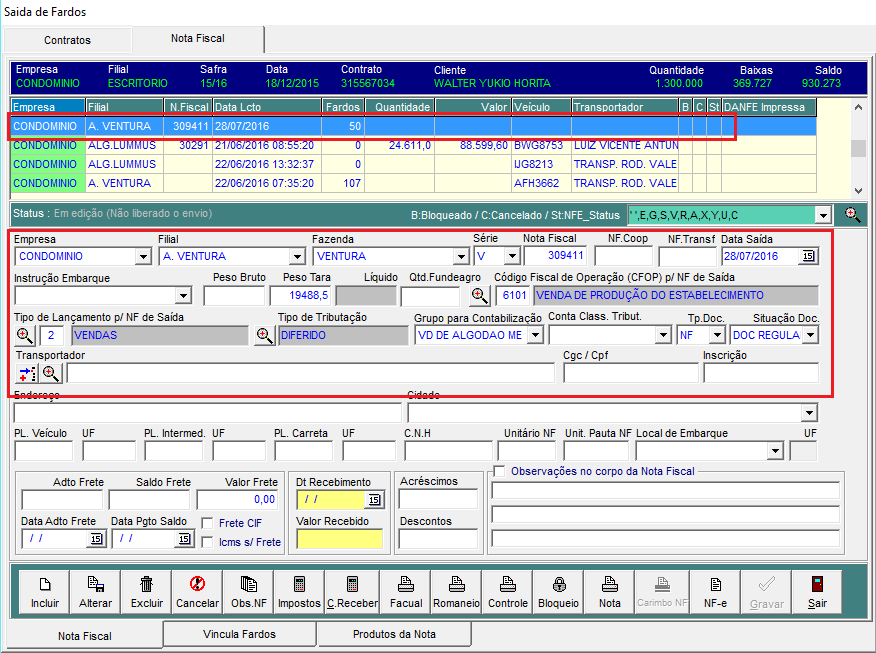 Saida de Fardos
Contratos Nota Fiscal
Empresa Filial Safra Data Contrato Cliente Quantidade Baixas Saldo
CONDOMINIO ESCRITORIO 15/16 18/12/2015 315567034 WALTER YUKIO HORITA 1.300.000 369.727 930.273
Empresa Filial N.Fiscal Data Lcto Fardos Quantidade Valor Veículo Transportador B C St DANFE Impressa
CONDOMINIO A. VENTURA 309411 28/07/2016 50
CONDOMINIO ALG.LUMMUS 30291 21/06/2016 08:55:20 0 24.611,0 88.599,60 BWG8753 LUIZ VICENTE ANTUN
CONDOMINIO ALG.LUMMUS 22/06/2016 13:32:37 0 IJG8213 TRANSP. ROD. VALE
CONDOMINIO A. VENTURA 22/06/2016 07:35:20 107 AFH3662 TRANSP. ROD. VALE
Status : Em edição (Não liberado o envio) B:Bloqueado / C:Cancelado / St:NFE_Status ' ',E,G,S,V,R,A,X,Y,U,C
Empresa Filial Fazenda Série Nota Fiscal NF.Coop NF.Transf Data Saída
CONDOMINIO A. VENTURA VENTURA V 309411 28/07/2016 15
Instrução Embarque Peso Bruto Peso Tara Líquido Qtd.Fundeagro Código Fiscal de Operação (CFOP) p/ NF de Saída
19488,5 6101 VENDA DE PRODUÇÃO DO ESTABELECIMENTO
Tipo de Lançamento p/ NF de Saída Tipo de Tributação Grupo para Contabilização Conta Class. Tribut. Tp.Doc. Situação Doc.
2 VENDAS DIFERIDO VD DE ALGODAO ME NF DOC REGULA
Transportador Cgc / Cpf Inscrição
Endereço Cidade
PL. Veículo UF PL. Intermed. UF PL. Carreta UF C.N.H Unitário NF Unit. Pauta NF Local de Embarque UF
Adto Frete Saldo Frete Valor Frete Dt Recebimento Acréscimos Observações no corpo da Nota Fiscal
0,00 / / 15
Data Adto Frete Data Pgto Saldo Frete CIF Valor Recebido Descontos
/ / 15 / / 15 Icms s/ Frete
Incluir Alterar Excluir Cancelar Obs.NF Impostos C.Receber Facual Romaneio Controle Bloqueio Nota Carimbo NF NF-e Gravar Sair
Nota Fiscal Vincula Fardos Produtos da Nota